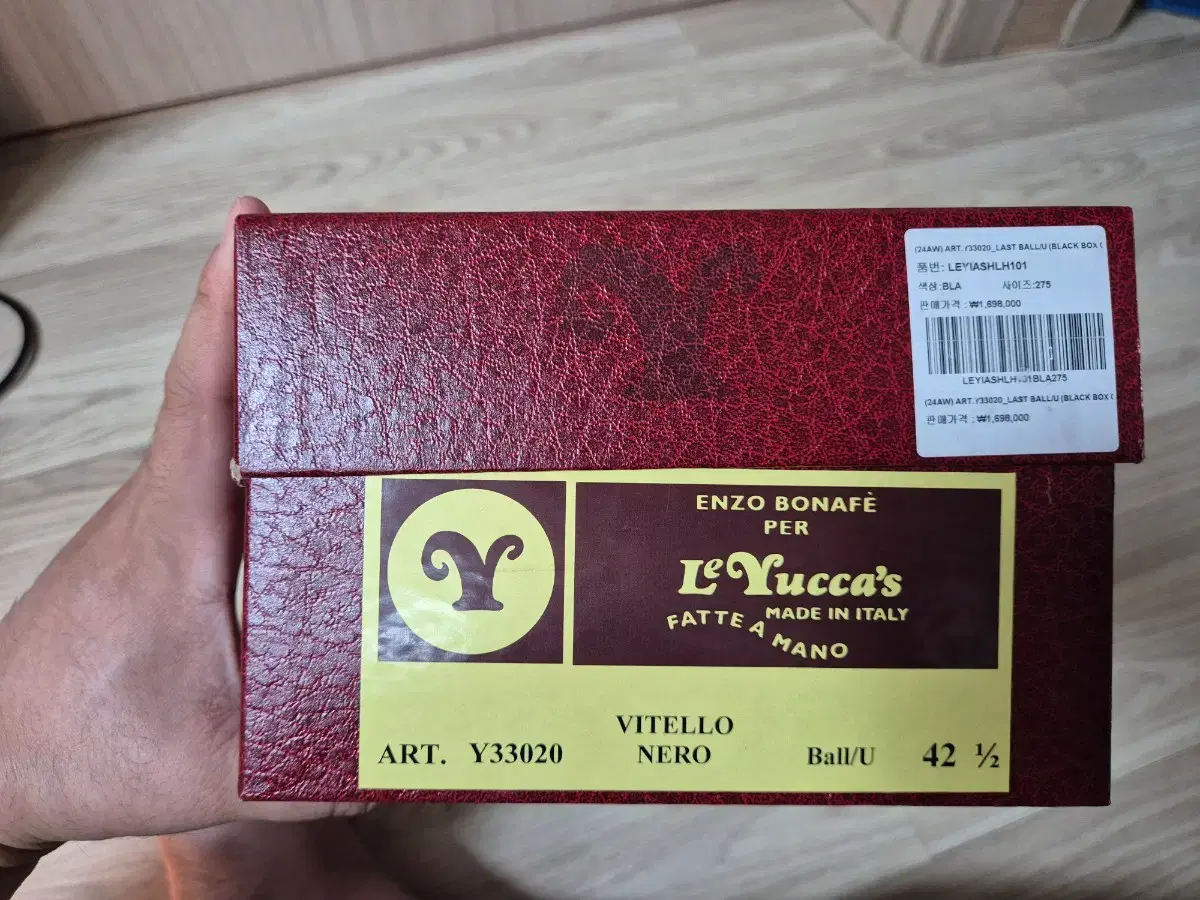 (24AW) ART.Y33020_LAST BALL/U (BLACK BOX
품번: LEYIASHLH101
색상:BLA 사이즈:275
판매가격 : ₩1,698,000
LEYIASHLH101BLA275
(24AW) ART.Y33020_LAST BALL/U (BLACK BOX
판매가격 : ₩1,698,000
Y
ENZO BONAFÈ
PER
Le Yucca's
MADE IN ITALY
FATTE A MANO
VITELLO
ART. Y33020 NERO Ball/U 42 ½